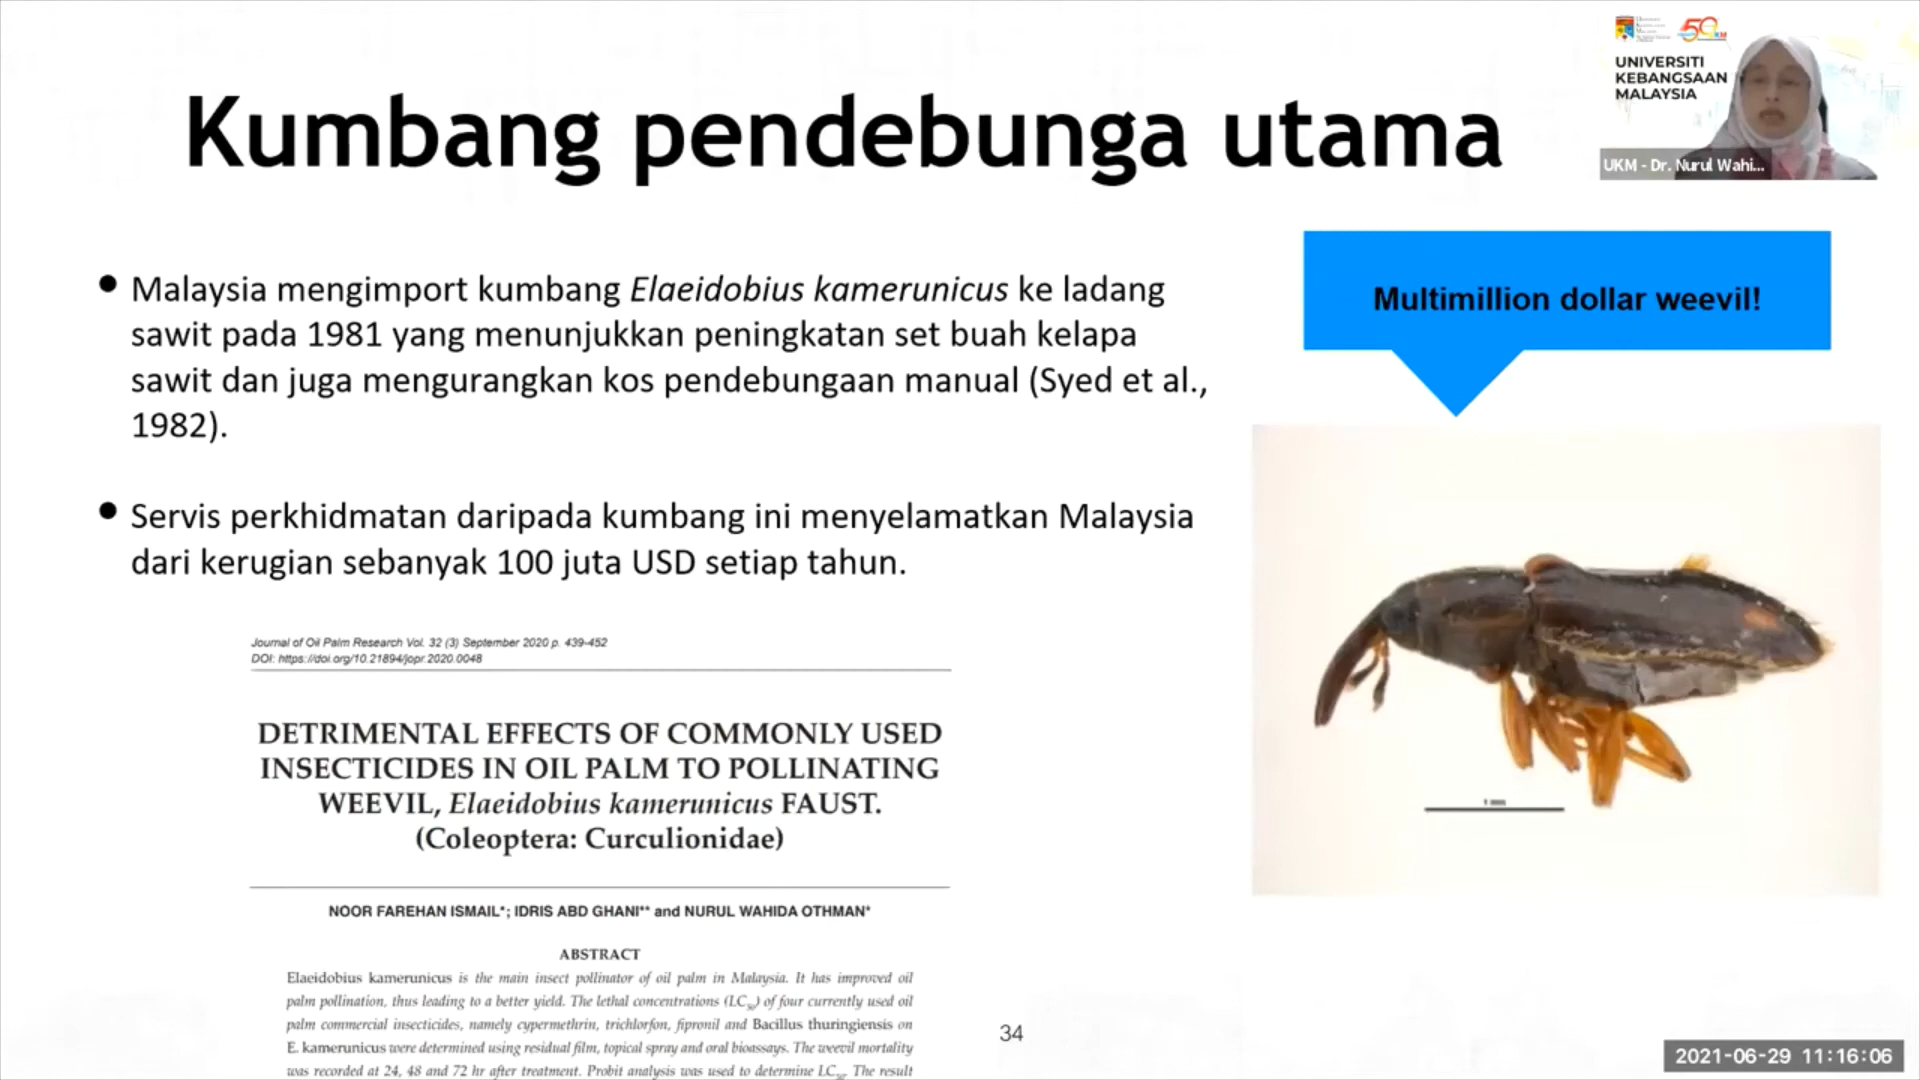 Kumbang pendebunga utama
UNIVERSITI
KEBANGSAAN
MALAYSIA
UKM - Dr. Nurul Wahi...
Malaysia mengimport kumbang Elaeidobius kamerunicus ke ladang
sawit pada 1981 yang menunjukkan peningkatan set buah kelapa
sawit dan juga mengurangkan kos pendebungaan manual (Syed et al.,
1982).
Servis perkhidmatan daripada kumbang ini menyelamatkan Malaysia
dari kerugian sebanyak 100 juta USD setiap tahun.
Multimillion dollar weevil!
1 mm
Journal of Oil Palm Research Vol. 32 (3) September 2020 p. 439-452
DOI: https://doi.org/10.21894/jopr.2020.0048
DETRIMENTAL EFFECTS OF COMMONLY USED
INSECTICIDES IN OIL PALM TO POLLINATING
WEEVIL, Elaeidobius kamerunicus FAUST.
(Coleoptera: Curculionidae)
NOOR FAREHAN ISMAIL*; IDRIS ABD GHANI** and NURUL WAHIDA OTHMAN*
ABSTRACT
Elaeidobius kamerunicus is the main insect pollinator of oil palm in Malaysia. It has improved oil
palm pollination, thus leading to a better yield. The lethal concentrations (LC50) of four currently used oil
palm commercial insecticides, namely cypermethrin, trichlorfon, fipronil and Bacillus thuringiensis on
E. kamerunicus were determined using residual film, topical spray and oral bioassays. The weevil mortality
was recorded at 24, 48 and 72 hr after treatment. Probit analysis was used to determine LC50. The result
34
2021-06-29 11:16:06